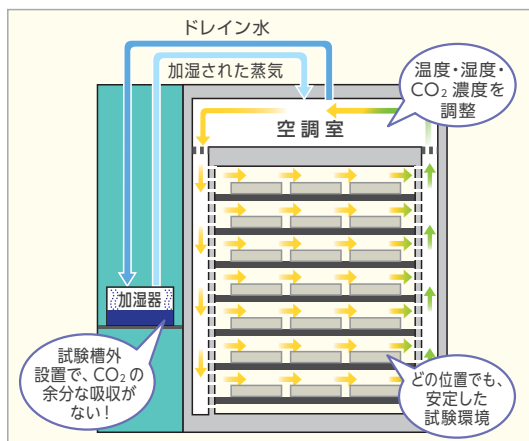 ドレイン水
加湿された蒸気
温度・湿度・
CO₂ 濃度を
調整
空調室
加湿器
試験槽外
設置で、CO₂の
余分な吸収が
ない!
どの位置でも、
安定した
試験環境